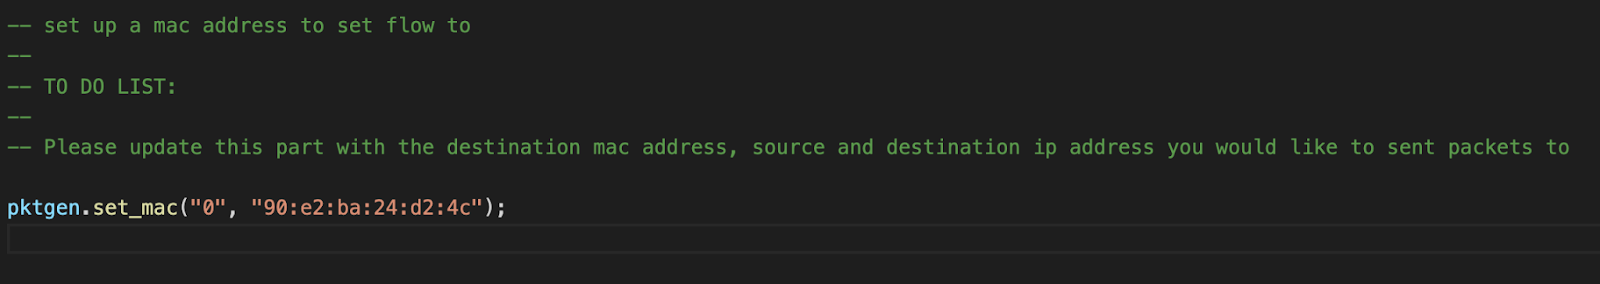 -- set up a mac address to set flow to
--
-- TO DO LIST:
--
-- Please update this part with the destination mac address, source and destination ip address you would like to sent packets to
pktgen.set_mac("0", "90:e2:ba:24:d2:4c");